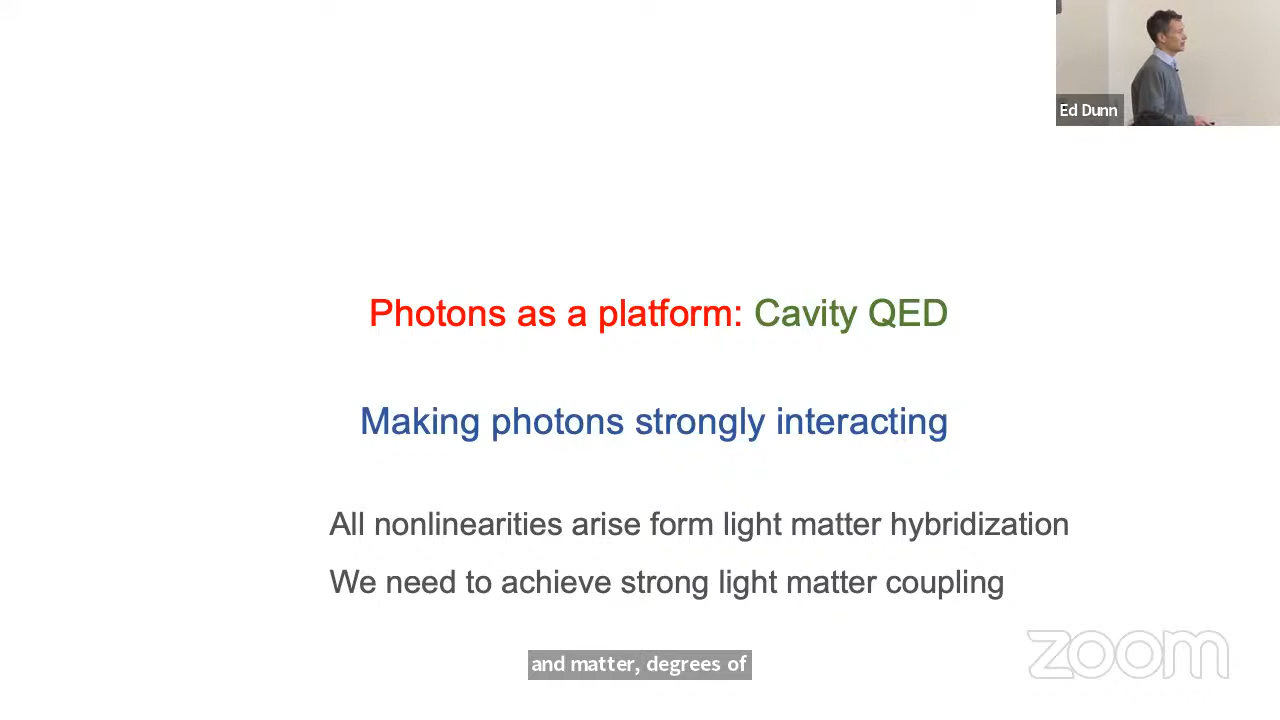 Ed Dunn
Photons as a platform: Cavity QED
Making photons strongly interacting
All nonlinearities arise form light matter hybridization
We need to achieve strong light matter coupling
zoom
and matter, degrees of